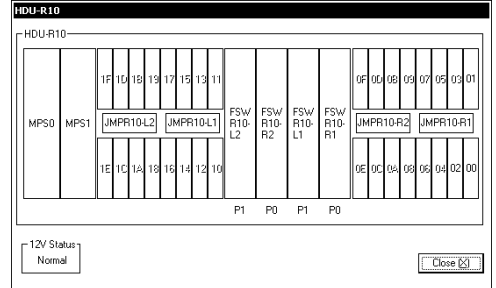 HDU-R10
HDU-R10
1F 1D 1B 19 17 15 13 11
0F 0D 0B 09 07 05 03 01
MPS0 MPS1 JMPR10-L2 JMPR10-L1 FSW R10- L2 FSW R10- R2 FSW R10- L1 FSW R10- R1 JMPR10-R2 JMPR10-R1
1E 1C 1A 18 16 14 12 10
0E 0C 0A 08 06 04 02 00
P1 P0 P1 P0
12V Status
Normal
Close (X)